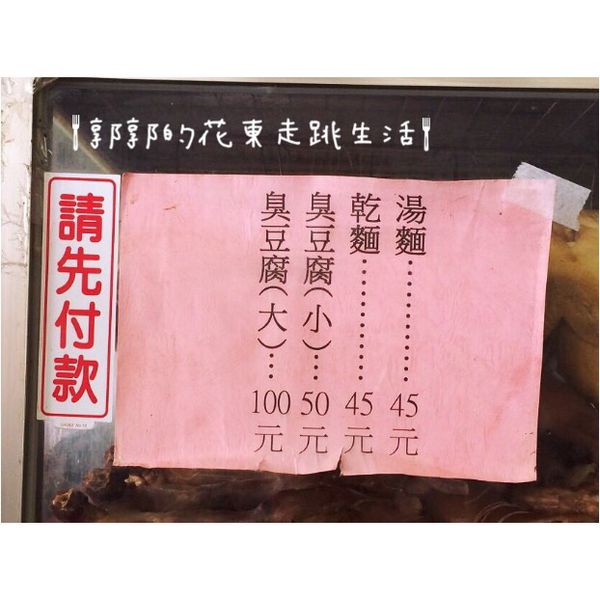 郭郭的花東走跳生活
請先付款
湯麵…………45元
乾麵…………45元
臭豆腐(小)…50元
臭豆腐(大)…100元